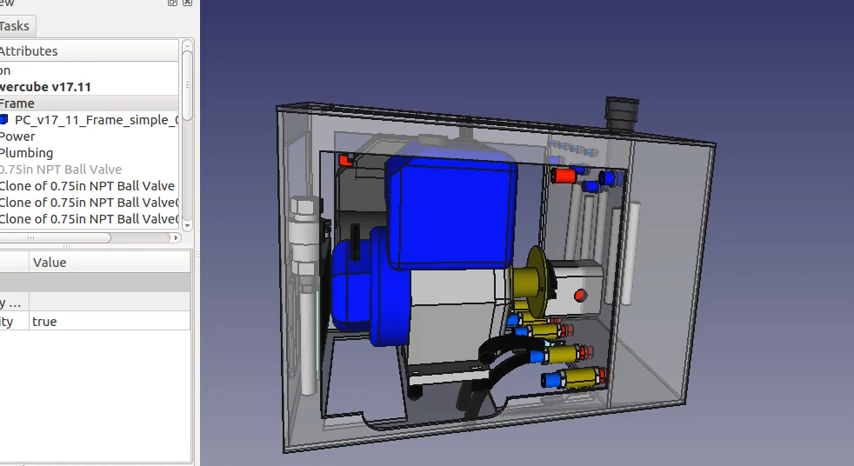 ew
Tasks
Attributes
on
wercube v17.11
Frame
PC_v17_11_Frame_simple_
Power
Plumbing
0.75in NPT Ball Valve
Clone of 0.75in NPT Ball Valve
Clone of 0.75in NPT Ball Valve
Clone of 0.75in NPT Ball Valve
Value
y ...
ity true